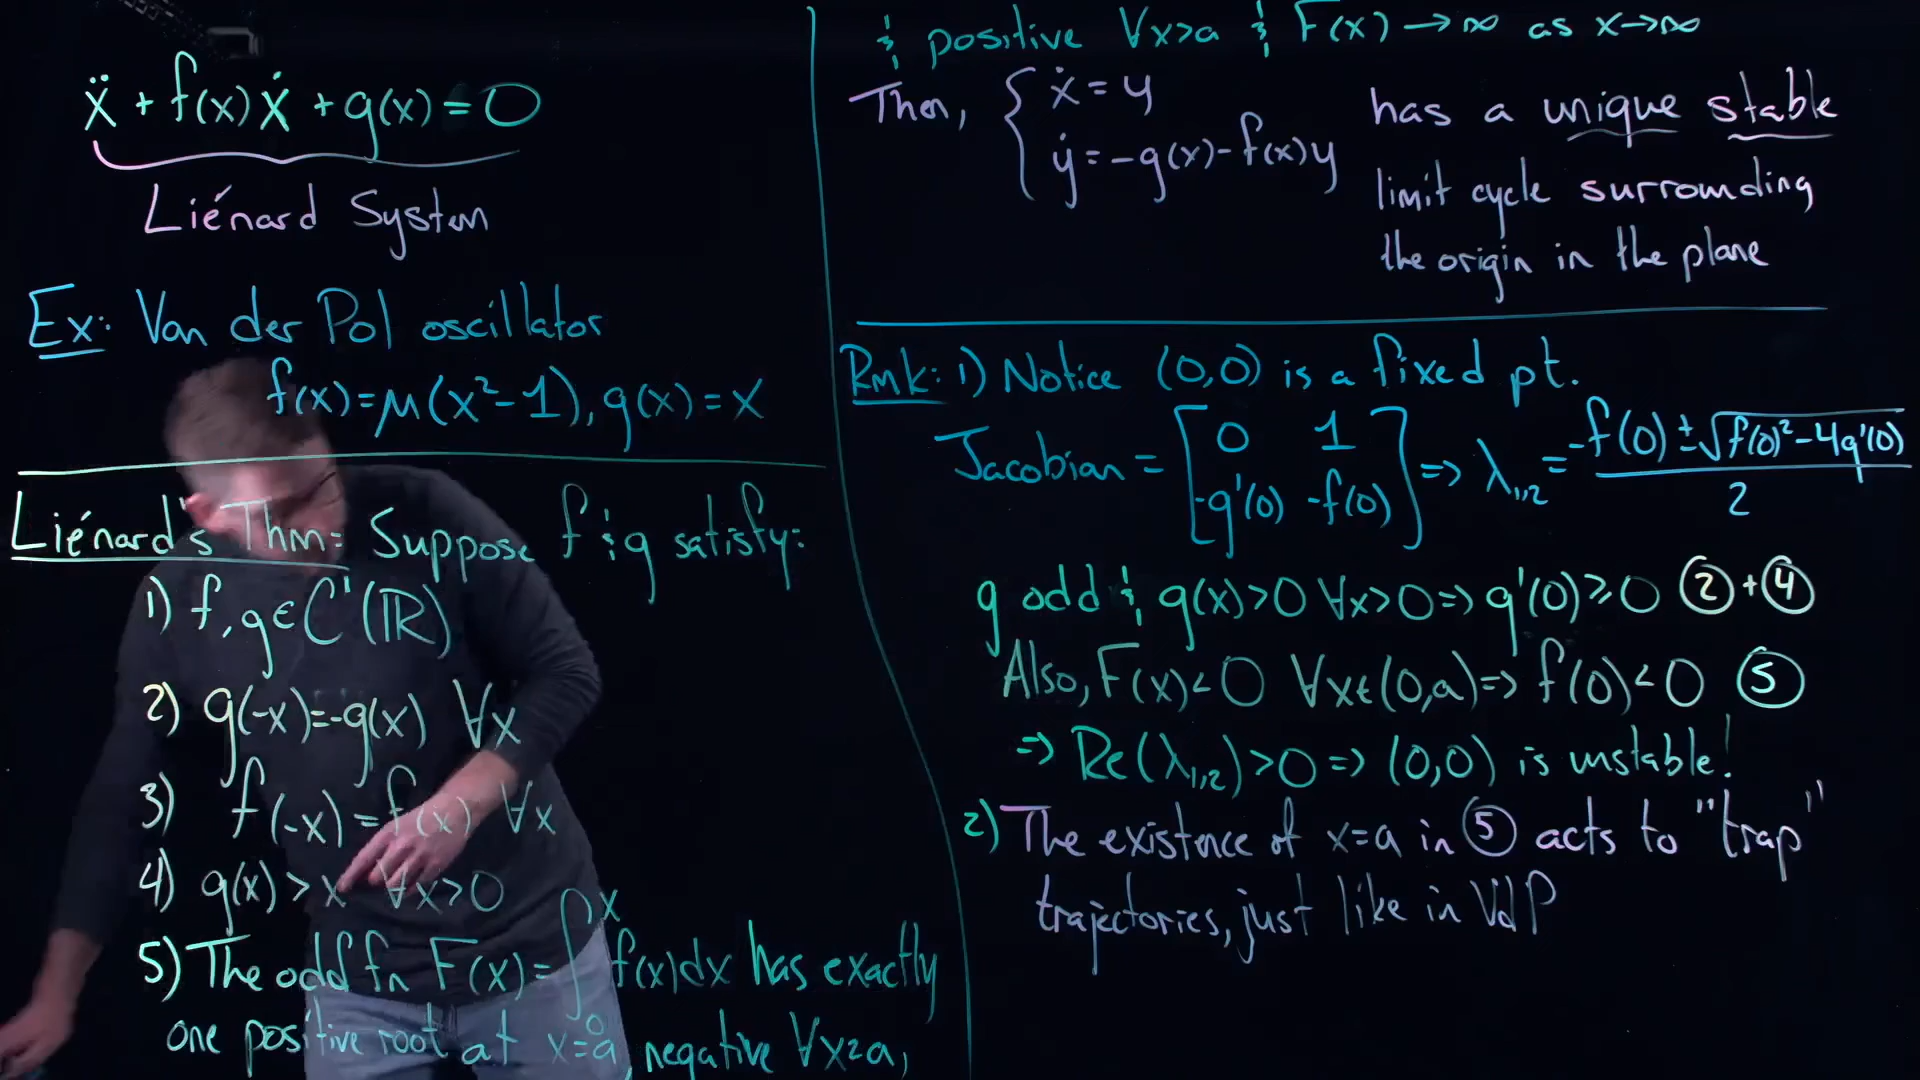 ẍ + f(x)ẋ + g(x) = 0
Liénard System
Ex: Van der Pol oscillator
f(x)=μ(x²-1), g(x)=x
Liénard's Thm: Suppose f & g satisfy:
1) f, g ∈ C¹(ℝ)
2) g(-x)=-g(x) ∀x
3) f(-x)=f(x) ∀x
4) g(x) > x ∀x>0
5) The odd fn F(x) = ∫₀ˣ f(x)dx has exactly
one positive root at x=a, negative ∀x<a,
& positive ∀x>a & F(x) → ∞ as x→∞
Then, { ẋ = y
ẏ = -g(x)-f(x)y
has a unique stable
limit cycle surrounding
the origin in the plane
Rmk: 1) Notice (0,0) is a fixed pt.
Jacobian = [0 1; -g'(0) -f(0)] => λ₁,₂ = (-f(0) ± √(f(0)²-4g'(0)))/2
g odd & g(x)>0 ∀x>0 => g'(0)≥0 ②+④
Also, F(x)<0 ∀x∈(0,a) => f(0)<0 ⑤
=> Re(λ₁,₂)>0 => (0,0) is unstable!
2) The existence of x=a in ⑤ acts to "trap"
trajectories, just like in VdP